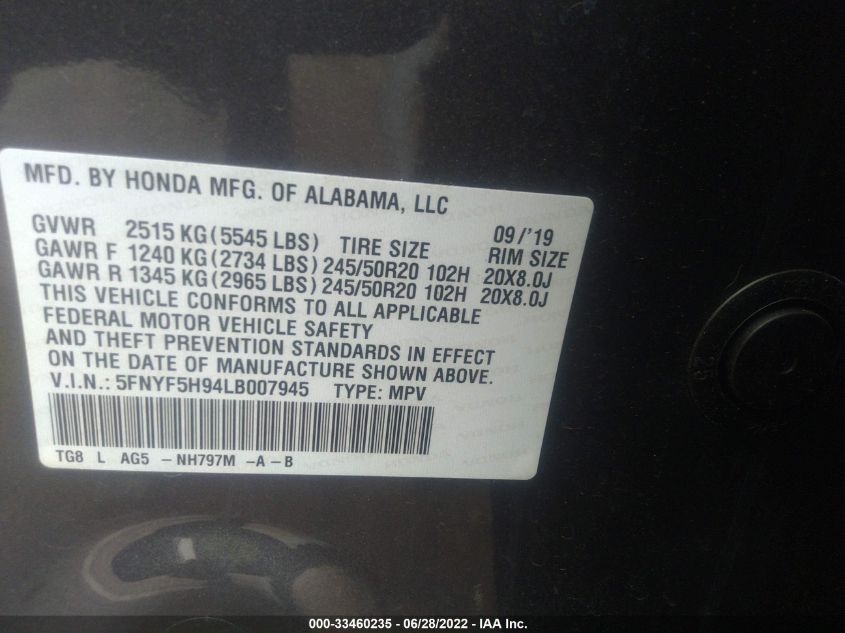 MFD. BY HONDA MFG. OF ALABAMA, LLC
GVWR 2515 KG(5545 LBS) TIRE SIZE 09/'19 RIM SIZE
GAWR F 1240 KG(2734 LBS)245/50R20 102H 20X8.0J
GAWR R 1345 KG(2965 LBS)245/50R20 102H 20X8.0J
THIS VEHICLE CONFORMS TO ALL APPLICABLE
FEDERAL MOTOR VEHICLE SAFETY
AND THEFT PREVENTION STANDARDS IN EFFECT
ON THE DATE OF MANUFACTURE SHOWN ABOVE.
V.I.N.: 5FNYF5H94LB007945 TYPE: MPV
TG8 L AG5 -NH797M -A-B
000-33460235 - 06/28/2022 - IAA Inc.